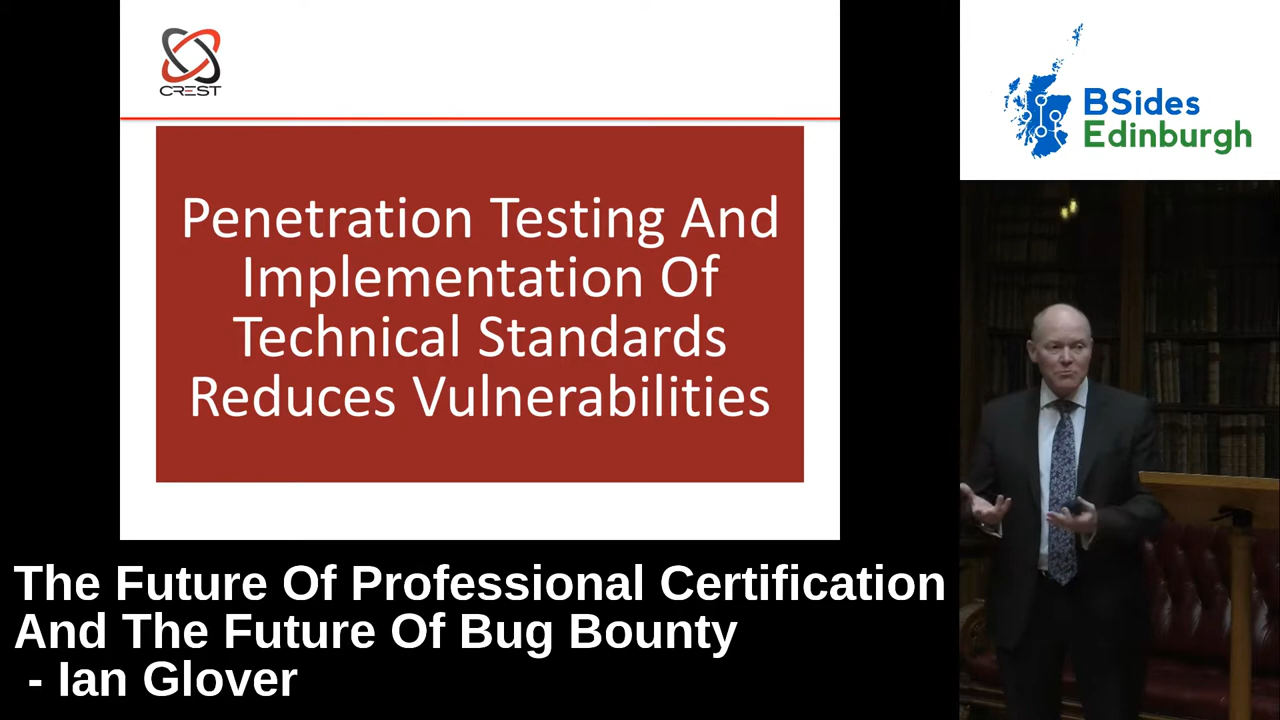 CREST
BSides
Edinburgh
Penetration Testing And
Implementation Of
Technical Standards
Reduces Vulnerabilities
The Future Of Professional Certification
And The Future Of Bug Bounty
- Ian Glover